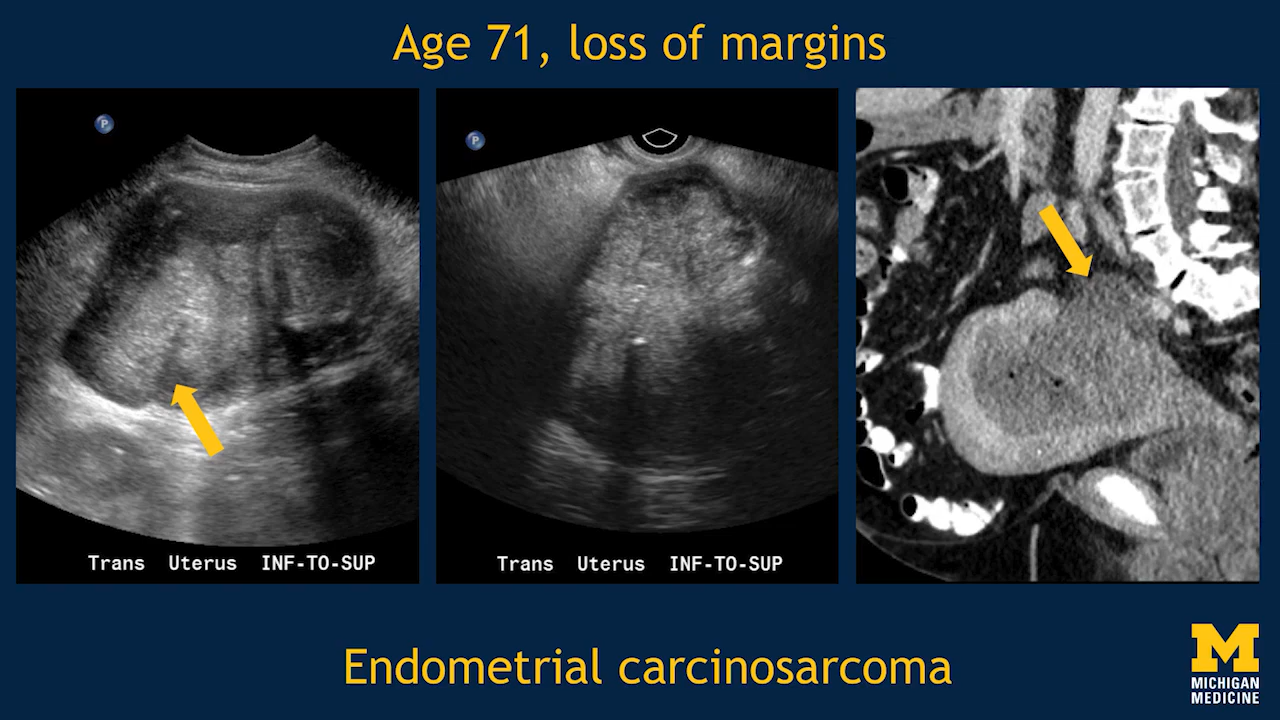 Age 71, loss of margins
P
P
Trans Uterus INF-TO-SUP
Trans Uterus INF-TO-SUP
Endometrial carcinosarcoma
M
MICHIGAN
MEDICINE